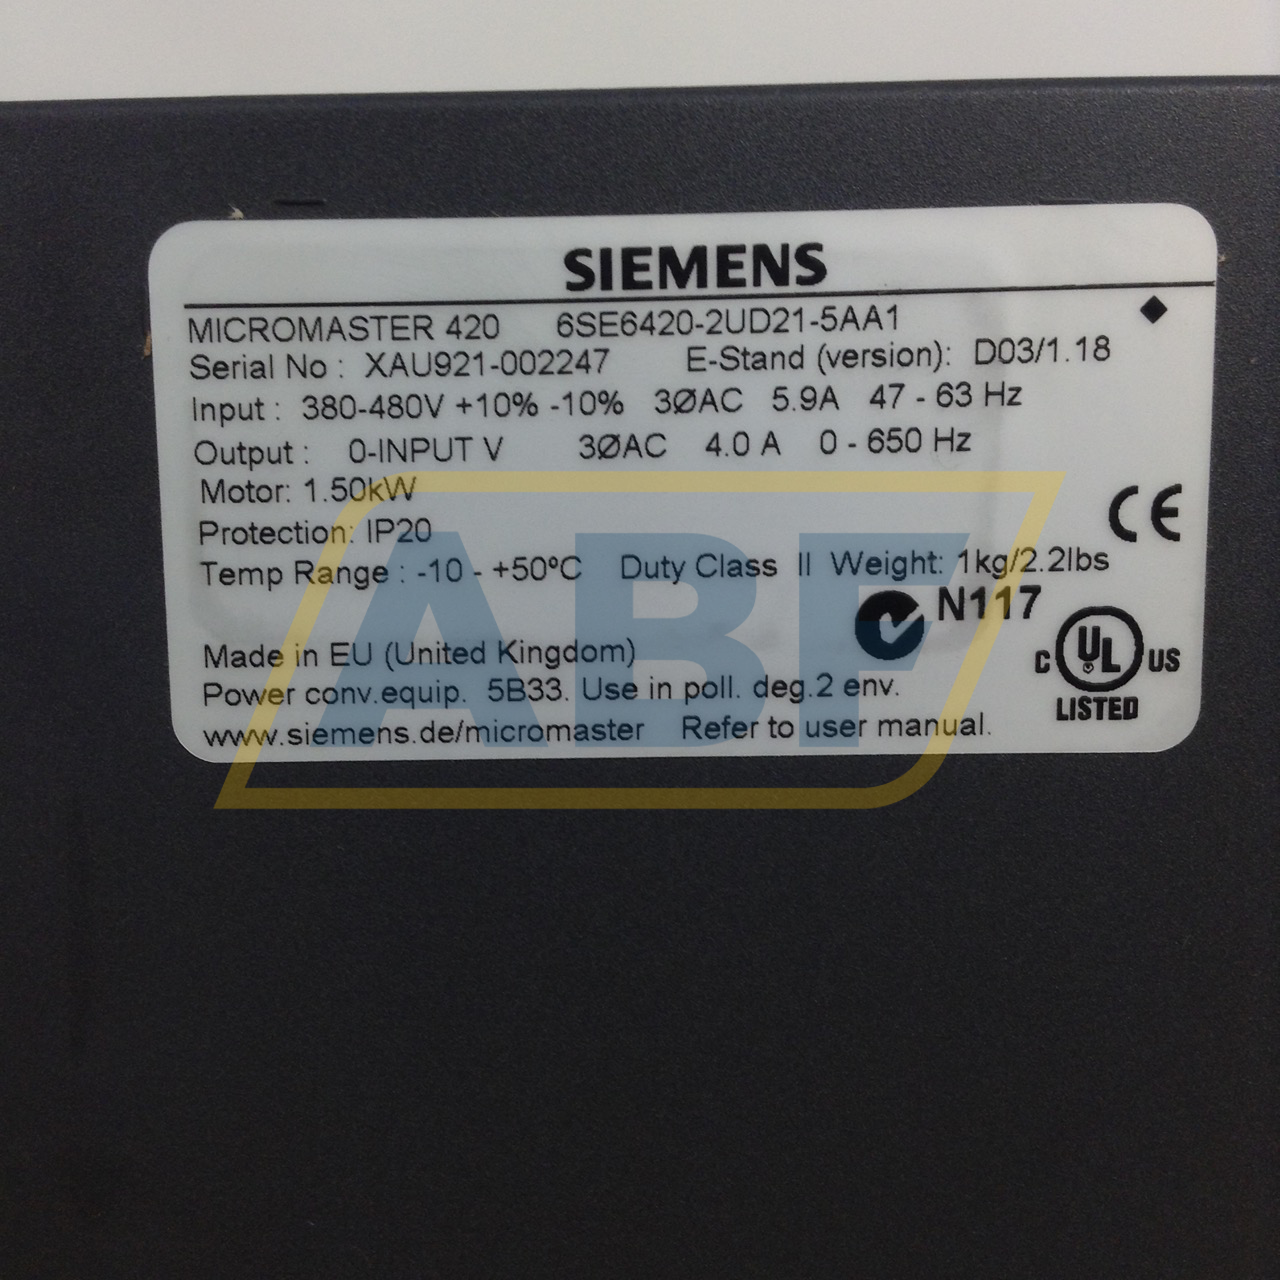 SIEMENS
MICROMASTER 420 6SE6420-2UD21-5AA1
Serial No : XAU921-002247 E-Stand (version): D03/1.18
Input : 380-480V +10% -10% 3ØAC 5.9A 47 - 63 Hz
Output : 0-INPUT V 3ØAC 4.0 A 0 - 650 Hz
Motor: 1.50kW
Protection: IP20
CE
Temp Range : -10 - +50ºC Duty Class II Weight: 1kg/2.2lbs
N117
Made in EU (United Kingdom)
C UL US
Power conv.equip. 5B33. Use in poll. deg.2 env.
LISTED
www.siemens.de/micromaster Refer to user manual.
ABF